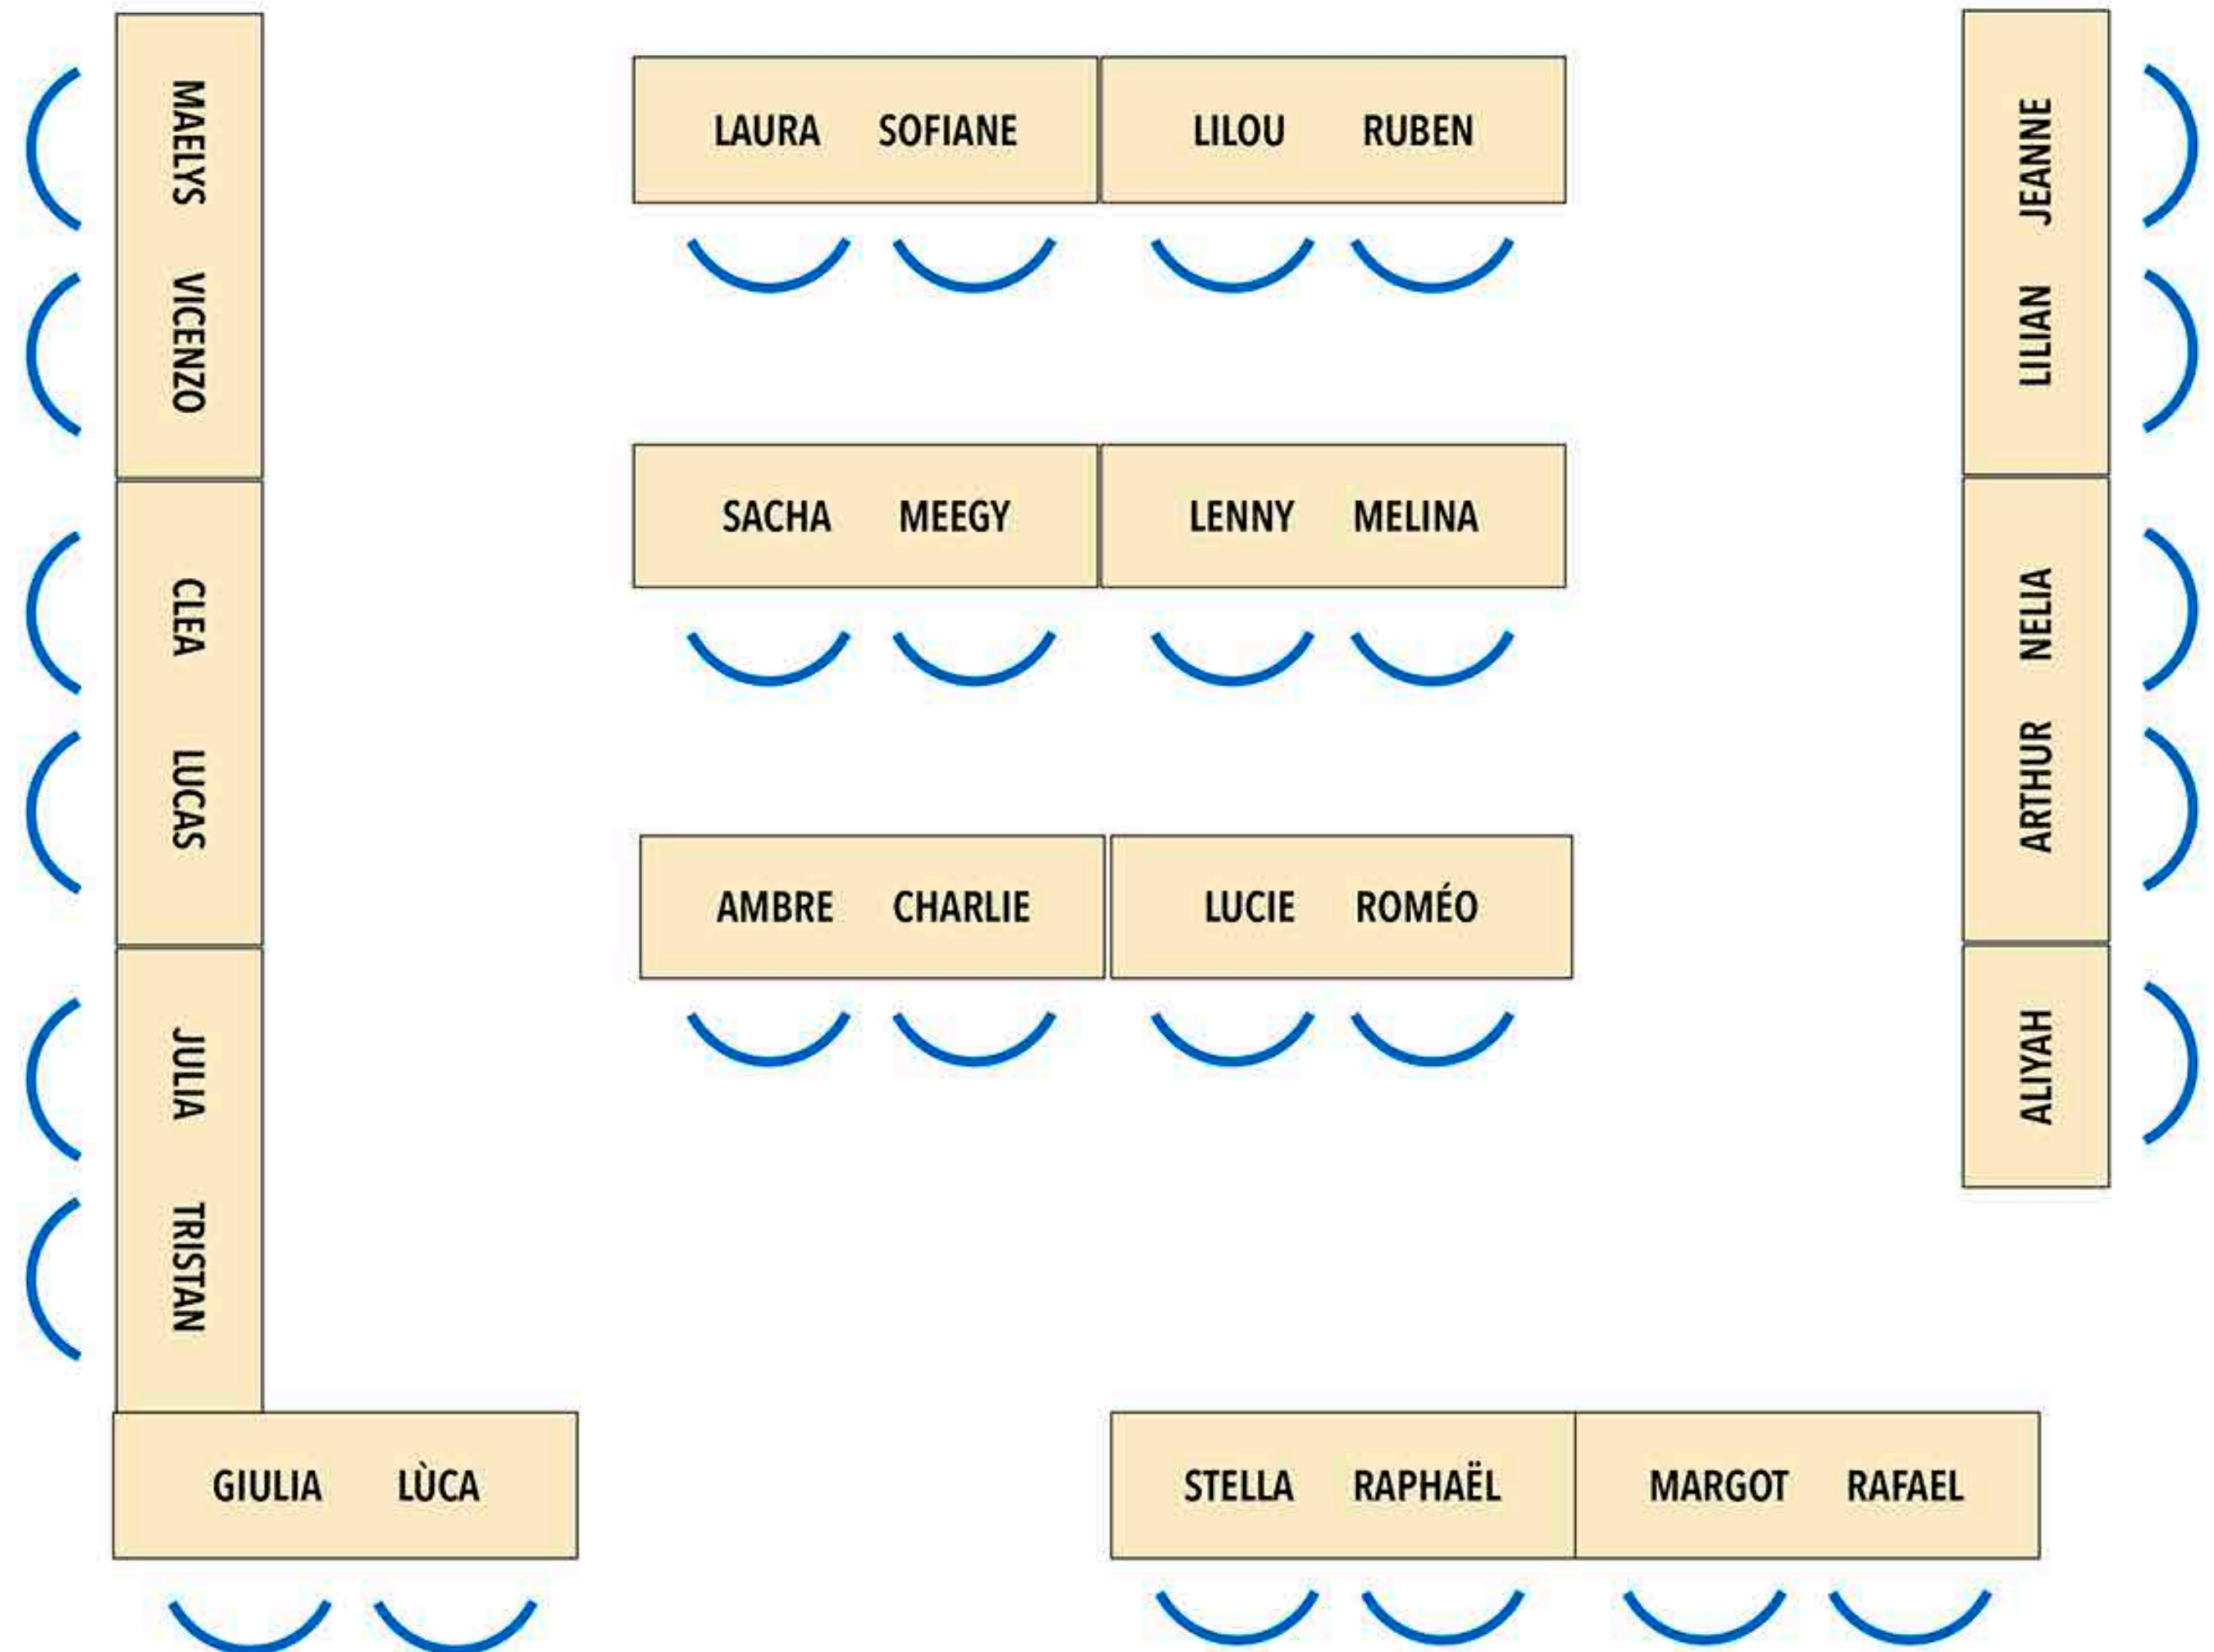 MAELYS VICENZO
CLEA LUCAS
JULIA TRISTAN
GIULIA LÙCA
LAURA SOFIANE LILOU RUBEN
SACHA MEEGY LENNY MELINA
AMBRE CHARLIE LUCIE ROMÉO
STELLA RAPHAËL MARGOT RAFAEL
LILIAN JEANNE
ARTHUR NELIA
ALIYAH